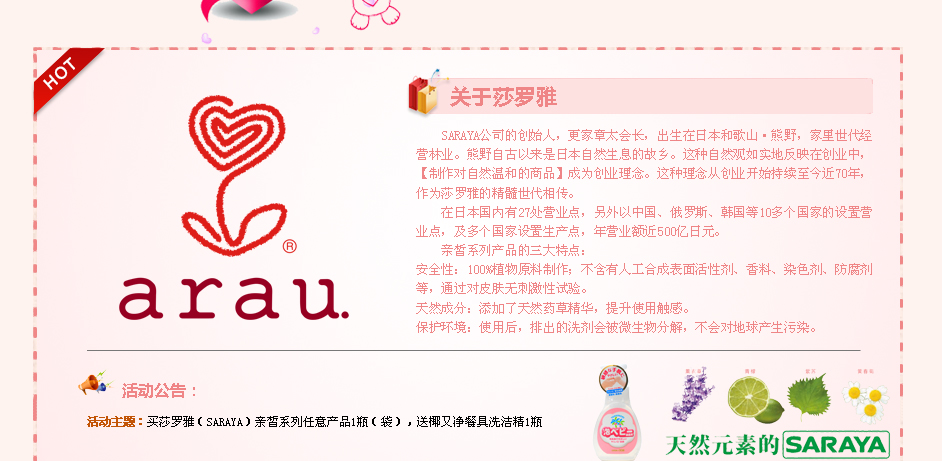 HOT
关于莎罗雅
SARAYA公司的创始人，更家章太会长，出生在日本和歌山·熊野，家里世代经
营林业。熊野自古以来是日本自然生息的故乡。这种自然观如实地反映在创业中，
【制作对自然温和的商品】成为创业理念。这种理念从创业开始持续至今近70年，
作为莎罗雅的精髓世代相传。
在日本国内有27处营业点，另外以中国、俄罗斯、韩国等10多个国家的设置营
业点，及多个国家设置生产点，年营业额近500亿日元。
亲皙系列产品的三大特点：
安全性：100%植物原料制作；不含有人工合成表面活性剂、香料、染色剂、防腐剂
等，通过对皮肤无刺激性试验。
天然成分：添加了天然药草精华，提升使用触感。
保护环境：使用后，排出的洗剂会被微生物分解，不会对地球产生污染。
®
arau.
活动公告：
活动主题：买莎罗雅（SARAYA）亲皙系列任意产品1瓶（袋），送椰又净餐具洗洁精1瓶
天然元素的SARAYA